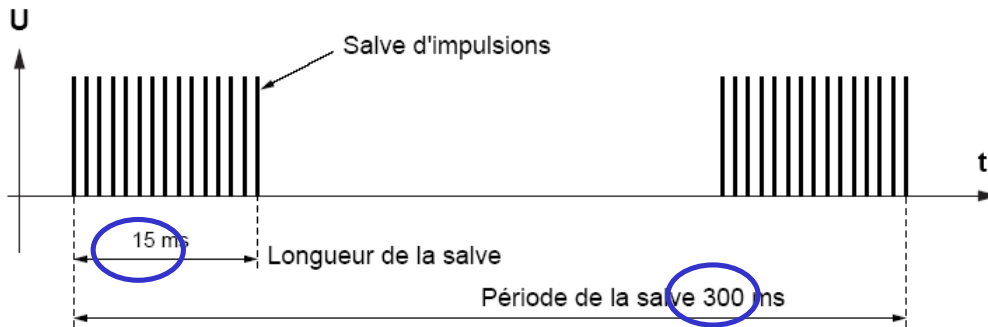 U
Salve d'impulsions
t
15 ms
Longueur de la salve
Période de la salve 300 ms